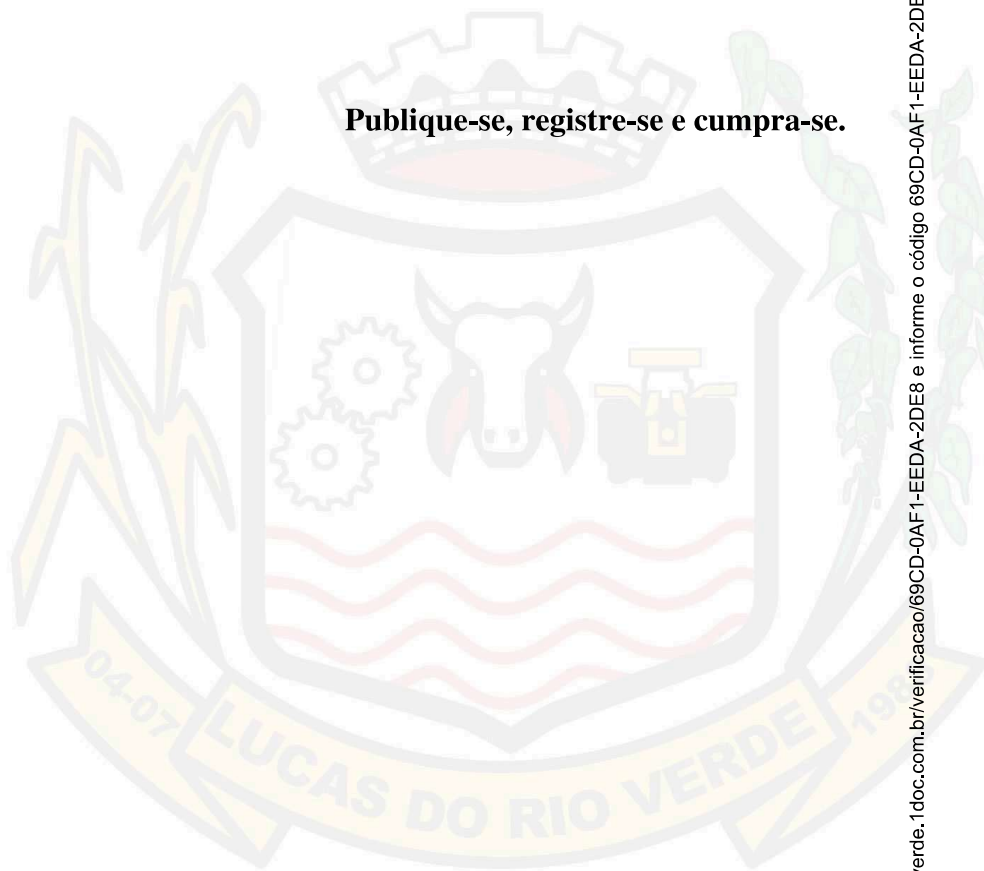 Publique-se, registre-se e cumpra-se.
04-07
LUCAS DO RIO VERDE
verde.1doc.com.br/verificacao/69CD-0AF1-EEDA-2DE8 e informe o código 69CD-0AF1-EEDA-2DE